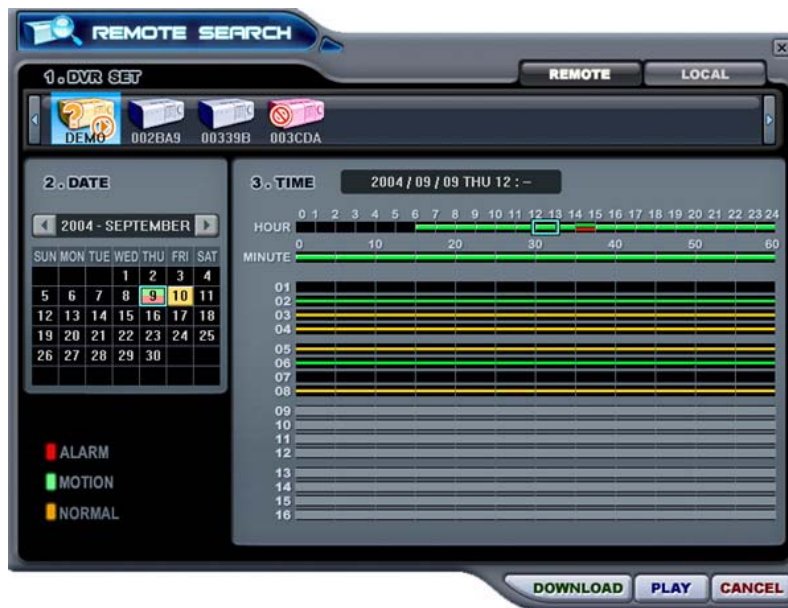 REMOTE SEARCH
1. DVR SET
REMOTE LOCAL
DEMO 002BA9 00339B 003CDA
2. DATE
2004 - SEPTEMBER
SUN MON TUE WED THU FRI SAT
1 2 3 4
5 6 7 8 9 10 11
12 13 14 15 16 17 18
19 20 21 22 23 24 25
26 27 28 29 30
ALARM
MOTION
NORMAL
3. TIME 2004 / 09 / 09 THU 12 : –
0 1 2 3 4 5 6 7 8 9 10 11 12 13 14 15 16 17 18 19 20 21 22 23 24
HOUR
0 10 20 30 40 50 60
MINUTE
01
02
03
04
05
06
07
08
09
10
11
12
13
14
15
16
DOWNLOAD PLAY CANCEL